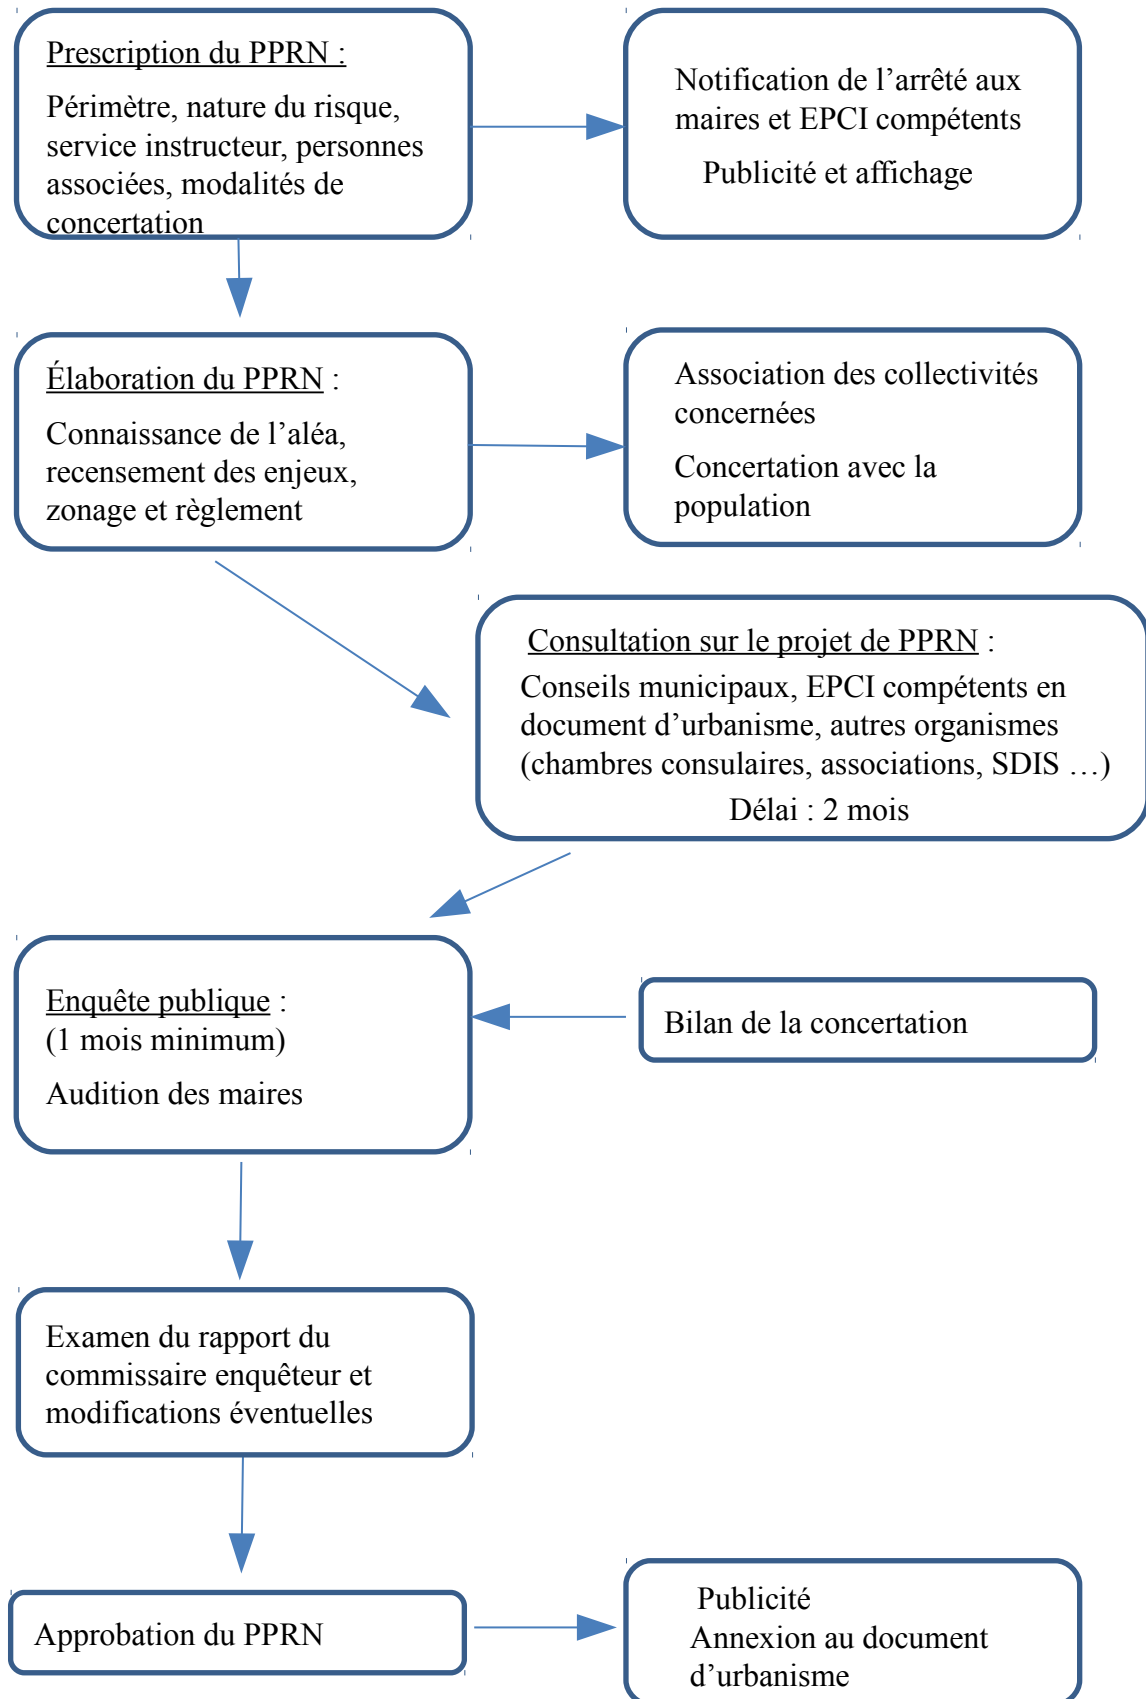 Prescription du PPRN :
Périmètre, nature du risque,
service instructeur, personnes
associées, modalités de
concertation
Notification de l’arrêté aux
maires et EPCI compétents
Publicité et affichage
Élaboration du PPRN :
Connaissance de l’aléa,
recensement des enjeux,
zonage et règlement
Association des collectivités
concernées
Concertation avec la
population
Consultation sur le projet de PPRN :
Conseils municipaux, EPCI compétents en
document d’urbanisme, autres organismes
(chambres consulaires, associations, SDIS …)
Délai : 2 mois
Enquête publique :
(1 mois minimum)
Audition des maires
Bilan de la concertation
Examen du rapport du
commissaire enquêteur et
modifications éventuelles
Approbation du PPRN
Publicité
Annexion au document
d’urbanisme